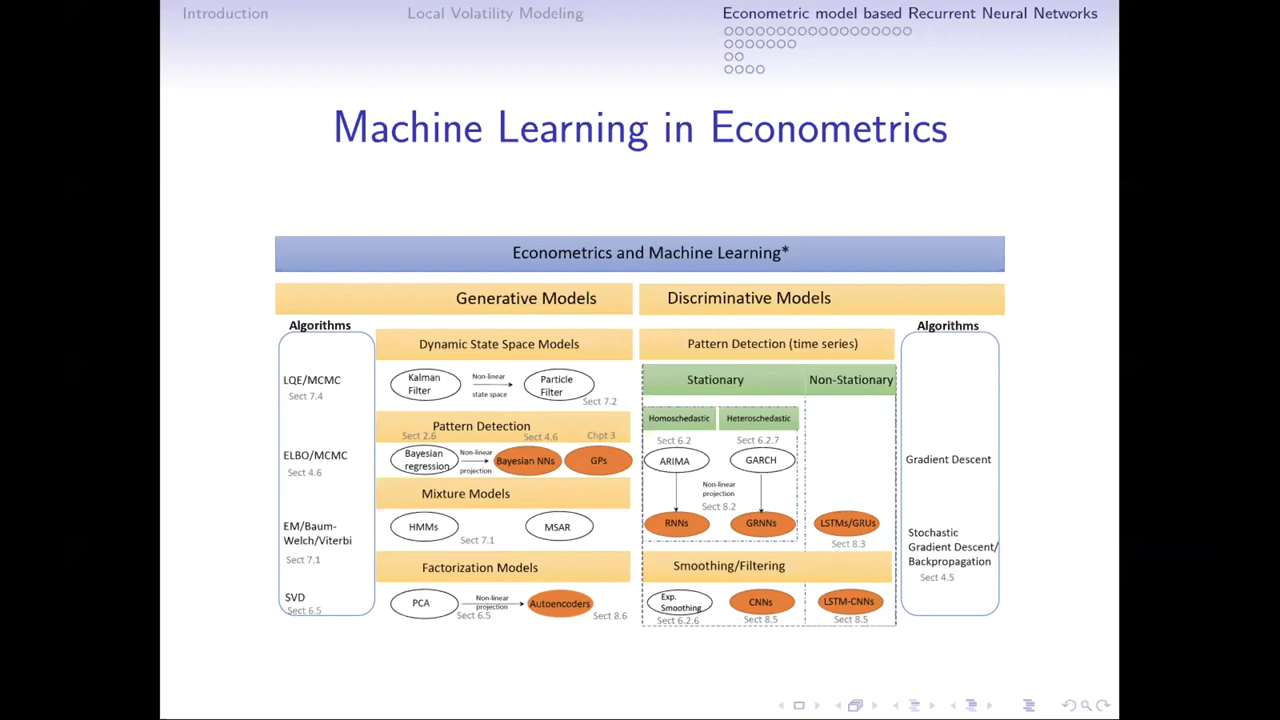 Introduction
Local Volatility Modeling
Econometric model based Recurrent Neural Networks
Machine Learning in Econometrics
Econometrics and Machine Learning*
Generative Models
Discriminative Models
Algorithms
LQE/MCMC
Sect 7.4
ELBO/MCMC
Sect 4.6
EM/Baum-
Welch/Viterbi
Sect 7.1
SVD
Sect 6.5
Dynamic State Space Models
Kalman
Filter
Non-linear
state space
Particle
Filter
Sect 7.2
Pattern Detection
Sect 2.6
Sect 4.6
Chpt 3
Bayesian
regression
Non-linear
projection
Bayesian NNs
GPs
Mixture Models
HMMs
Sect 7.1
MSAR
Factorization Models
PCA
Non-linear
projection
Sect 6.5
Autoencoders
Sect 8.6
Pattern Detection (time series)
Stationary
Non-Stationary
Homoschedastic
Heteroschedastic
Sect 6.2
Sect 6.2.7
ARIMA
GARCH
Non-linear
projection
Sect 8.2
RNNs
GRNNs
LSTMs/GRUs
Sect 8.3
Smoothing/Filtering
Exp.
Smoothing
Sect 6.2.6
CNNs
Sect 8.5
LSTM-CNNs
Sect 8.5
Algorithms
Gradient Descent
Stochastic
Gradient Descent/
Backpropagation
Sect 4.5